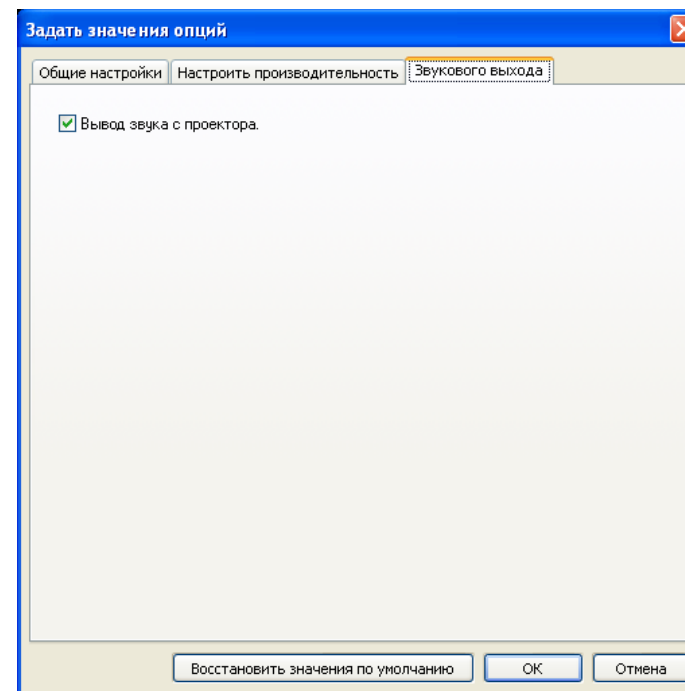 Задать значения опций
Общие настройки Настроить производительность Звукового выхода
Вывод звука с проектора.
Восстановить значения по умолчанию OK Отмена